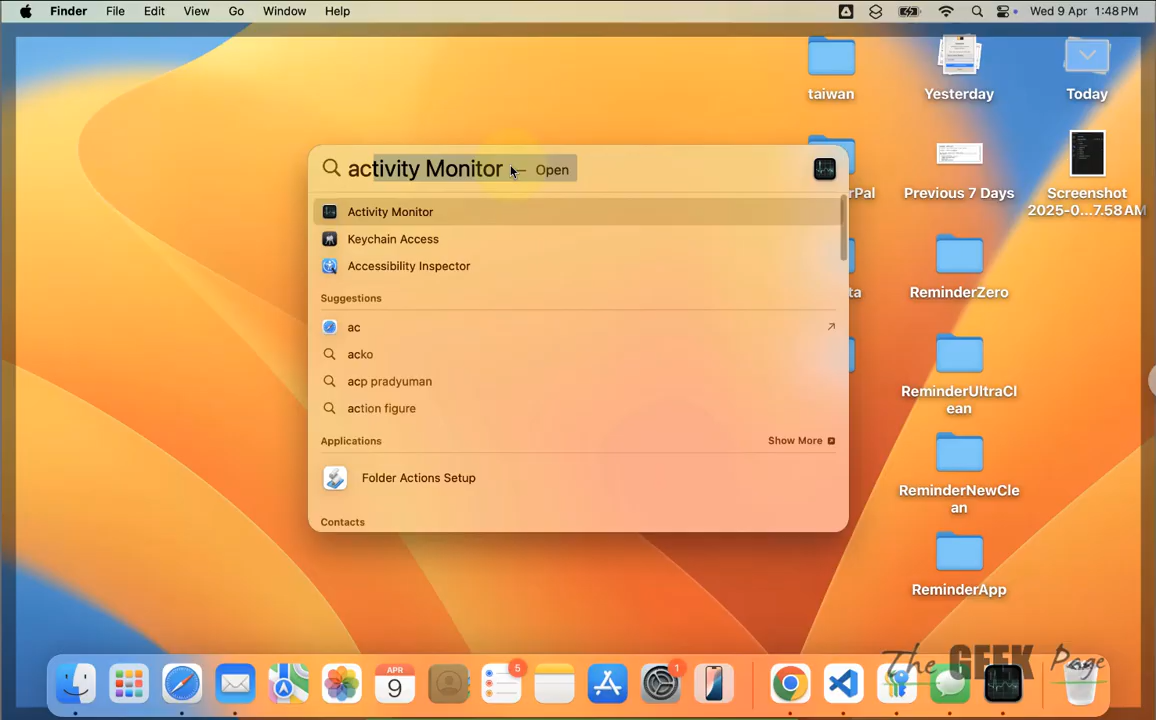 Finder File Edit View Go Window Help
Wed 9 Apr 1:48 PM
taiwan
Yesterday
Today
activity Monitor — Open
rPal
Previous 7 Days
Screenshot
2025-0...7.58 AM
Activity Monitor
Keychain Access
Accessibility Inspector
ta
ReminderZero
Suggestions
ac
acko
acp pradyuman
action figure
ReminderUltraCl
ean
Applications
Show More
Folder Actions Setup
ReminderNewCle
an
Contacts
ReminderApp
The GEEK Page
5
1
APR
9